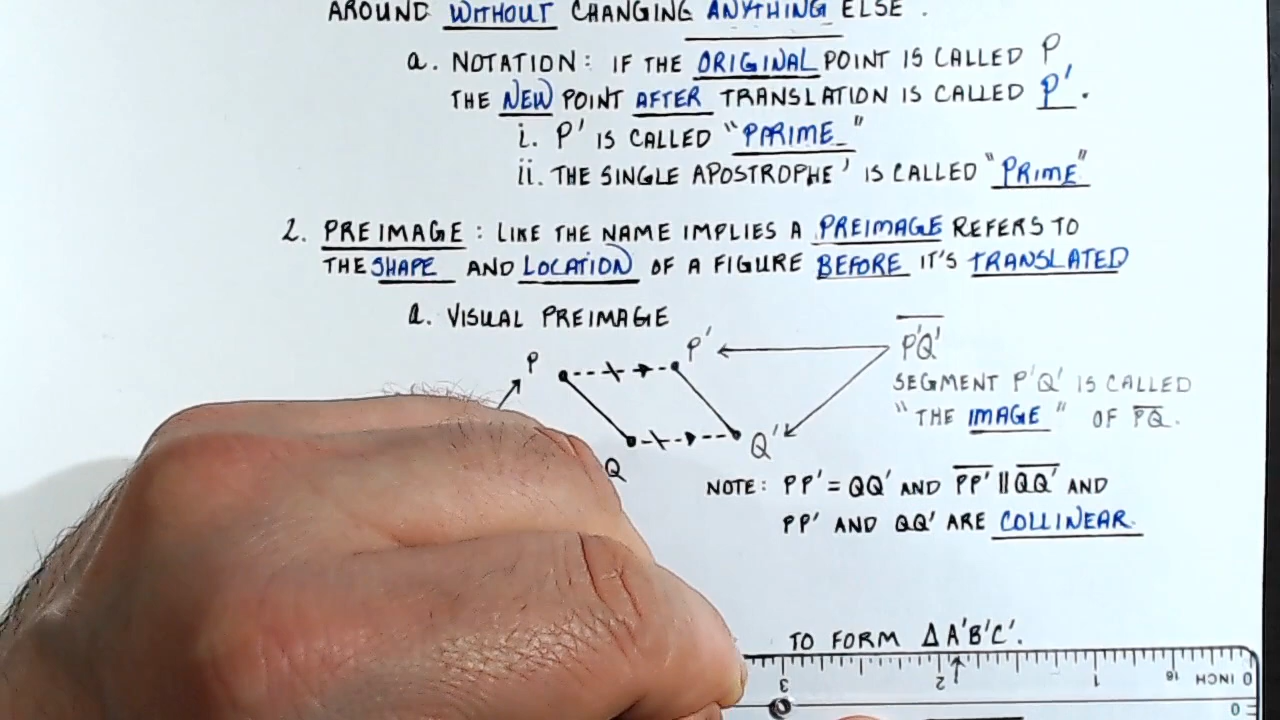 AROUND WITHOUT CHANGING ANYTHING ELSE.
a. NOTATION: IF THE ORIGINAL POINT IS CALLED P
THE NEW POINT AFTER TRANSLATION IS CALLED P'.
i. P' IS CALLED "PPRIME"
ii. THE SINGLE APOSTROPHE ' IS CALLED "PRIME"
2. PREIMAGE: LIKE THE NAME IMPLIES A PREIMAGE REFERS TO
THE SHAPE AND LOCATION OF A FIGURE BEFORE IT'S TRANSLATED
a. VISUAL PREIMAGE
P
P'
P'Q'
SEGMENT P'Q' IS CALLED
"THE IMAGE" OF PQ.
Q
Q'
NOTE: PP' = QQ' AND PP' || QQ' AND
PP' AND QQ' ARE COLLINEAR.
TO FORM ΔA'B'C'.
3 2 1 16 0 INCH
0